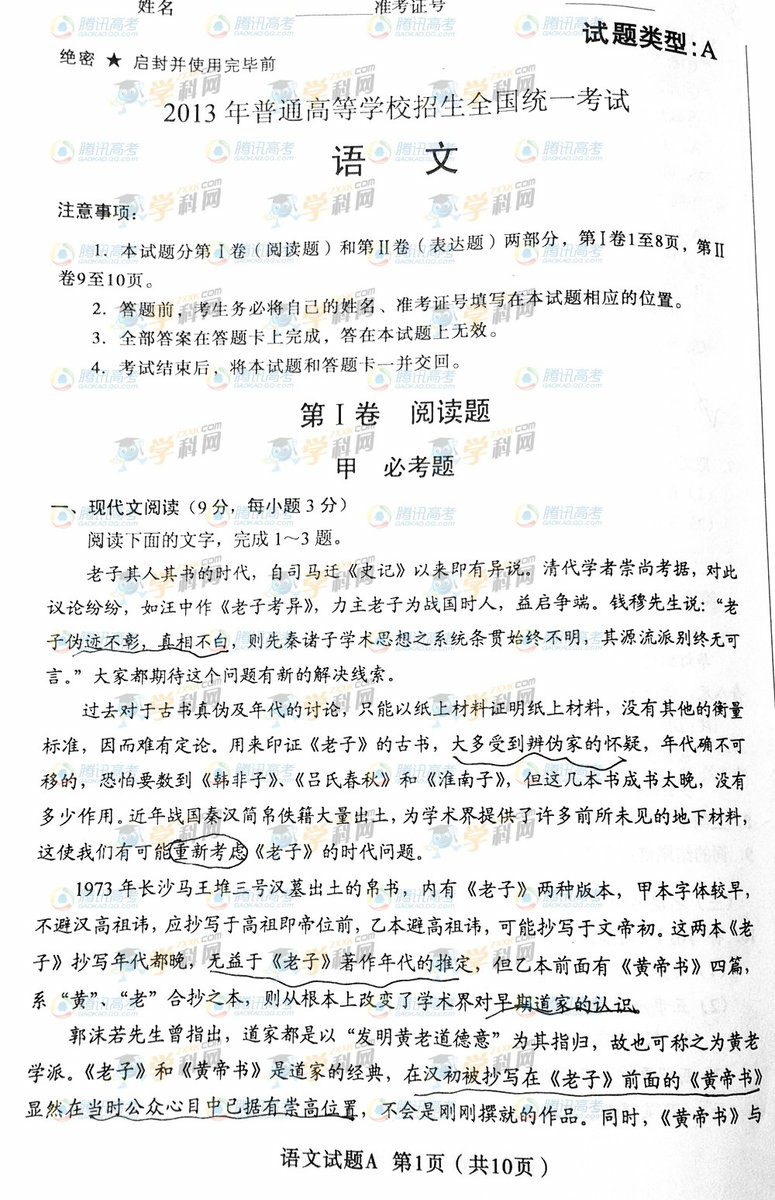 姓名 准考证号
试题类型:A
绝密 ★ 启封并使用完毕前
2013 年普通高等学校招生全国统一考试
语 文
注意事项:
1. 本试题分第Ⅰ卷(阅读题)和第Ⅱ卷(表达题)两部分,第Ⅰ卷1至8页,第Ⅱ
卷9至10页。
2. 答题前,考生务必将自己的姓名、准考证号填写在本试题相应的位置。
3. 全部答案在答题卡上完成,答在本试题上无效。
4. 考试结束后,将本试题和答题卡一并交回。
第Ⅰ卷 阅读题
甲 必考题
一、现代文阅读(9分,每小题3分)
阅读下面的文字,完成1~3题。
老子其人其书的时代,自司马迁《史记》以来即有异说。清代学者崇尚考据,对此
议论纷纷,如汪中作《老子考异》,力主老子为战国时人,益启争端。钱穆先生说:“老
子伪迹不彰,真相不白,则先秦诸子学术思想之系统条贯始终不明,其源流派别终无可
言。”大家都期待这个问题有新的解决线索。
过去对于古书真伪及年代的讨论,只能以纸上材料证明纸上材料,没有其他的衡量
标准,因而难有定论。用来印证《老子》的古书,大多受到辨伪家的怀疑,年代确不可
移的,恐怕要数到《韩非子》、《吕氏春秋》和《淮南子》,但这几本书成书太晚,没有
多少作用。近年战国秦汉简帛佚籍大量出土,为学术界提供了许多前所未见的地下材料,
这使我们有可能重新考虑《老子》的时代问题。
1973年长沙马王堆三号汉墓出土的帛书,内有《老子》两种版本,甲本字体较早,
不避汉高祖讳,应抄写于高祖即帝位前,乙本避高祖讳,可能抄写于文帝初。这两本《老
子》抄写年代都晚,无益于《老子》著作年代的推定,但乙本前面有《黄帝书》四篇,
系“黄”、“老”合抄之本,则从根本上改变了学术界对早期道家的认识。
郭沫若先生曾指出,道家都是以“发明黄老道德意”为其指归,故也可称之为黄老
学派。《老子》和《黄帝书》是道家的经典,在汉初被抄写在《老子》前面的《黄帝书》
显然在当时公众心目中已据有崇高位置,不会是刚刚撰就的作品。同时,《黄帝书》与
语文试题A 第1页(共10页)